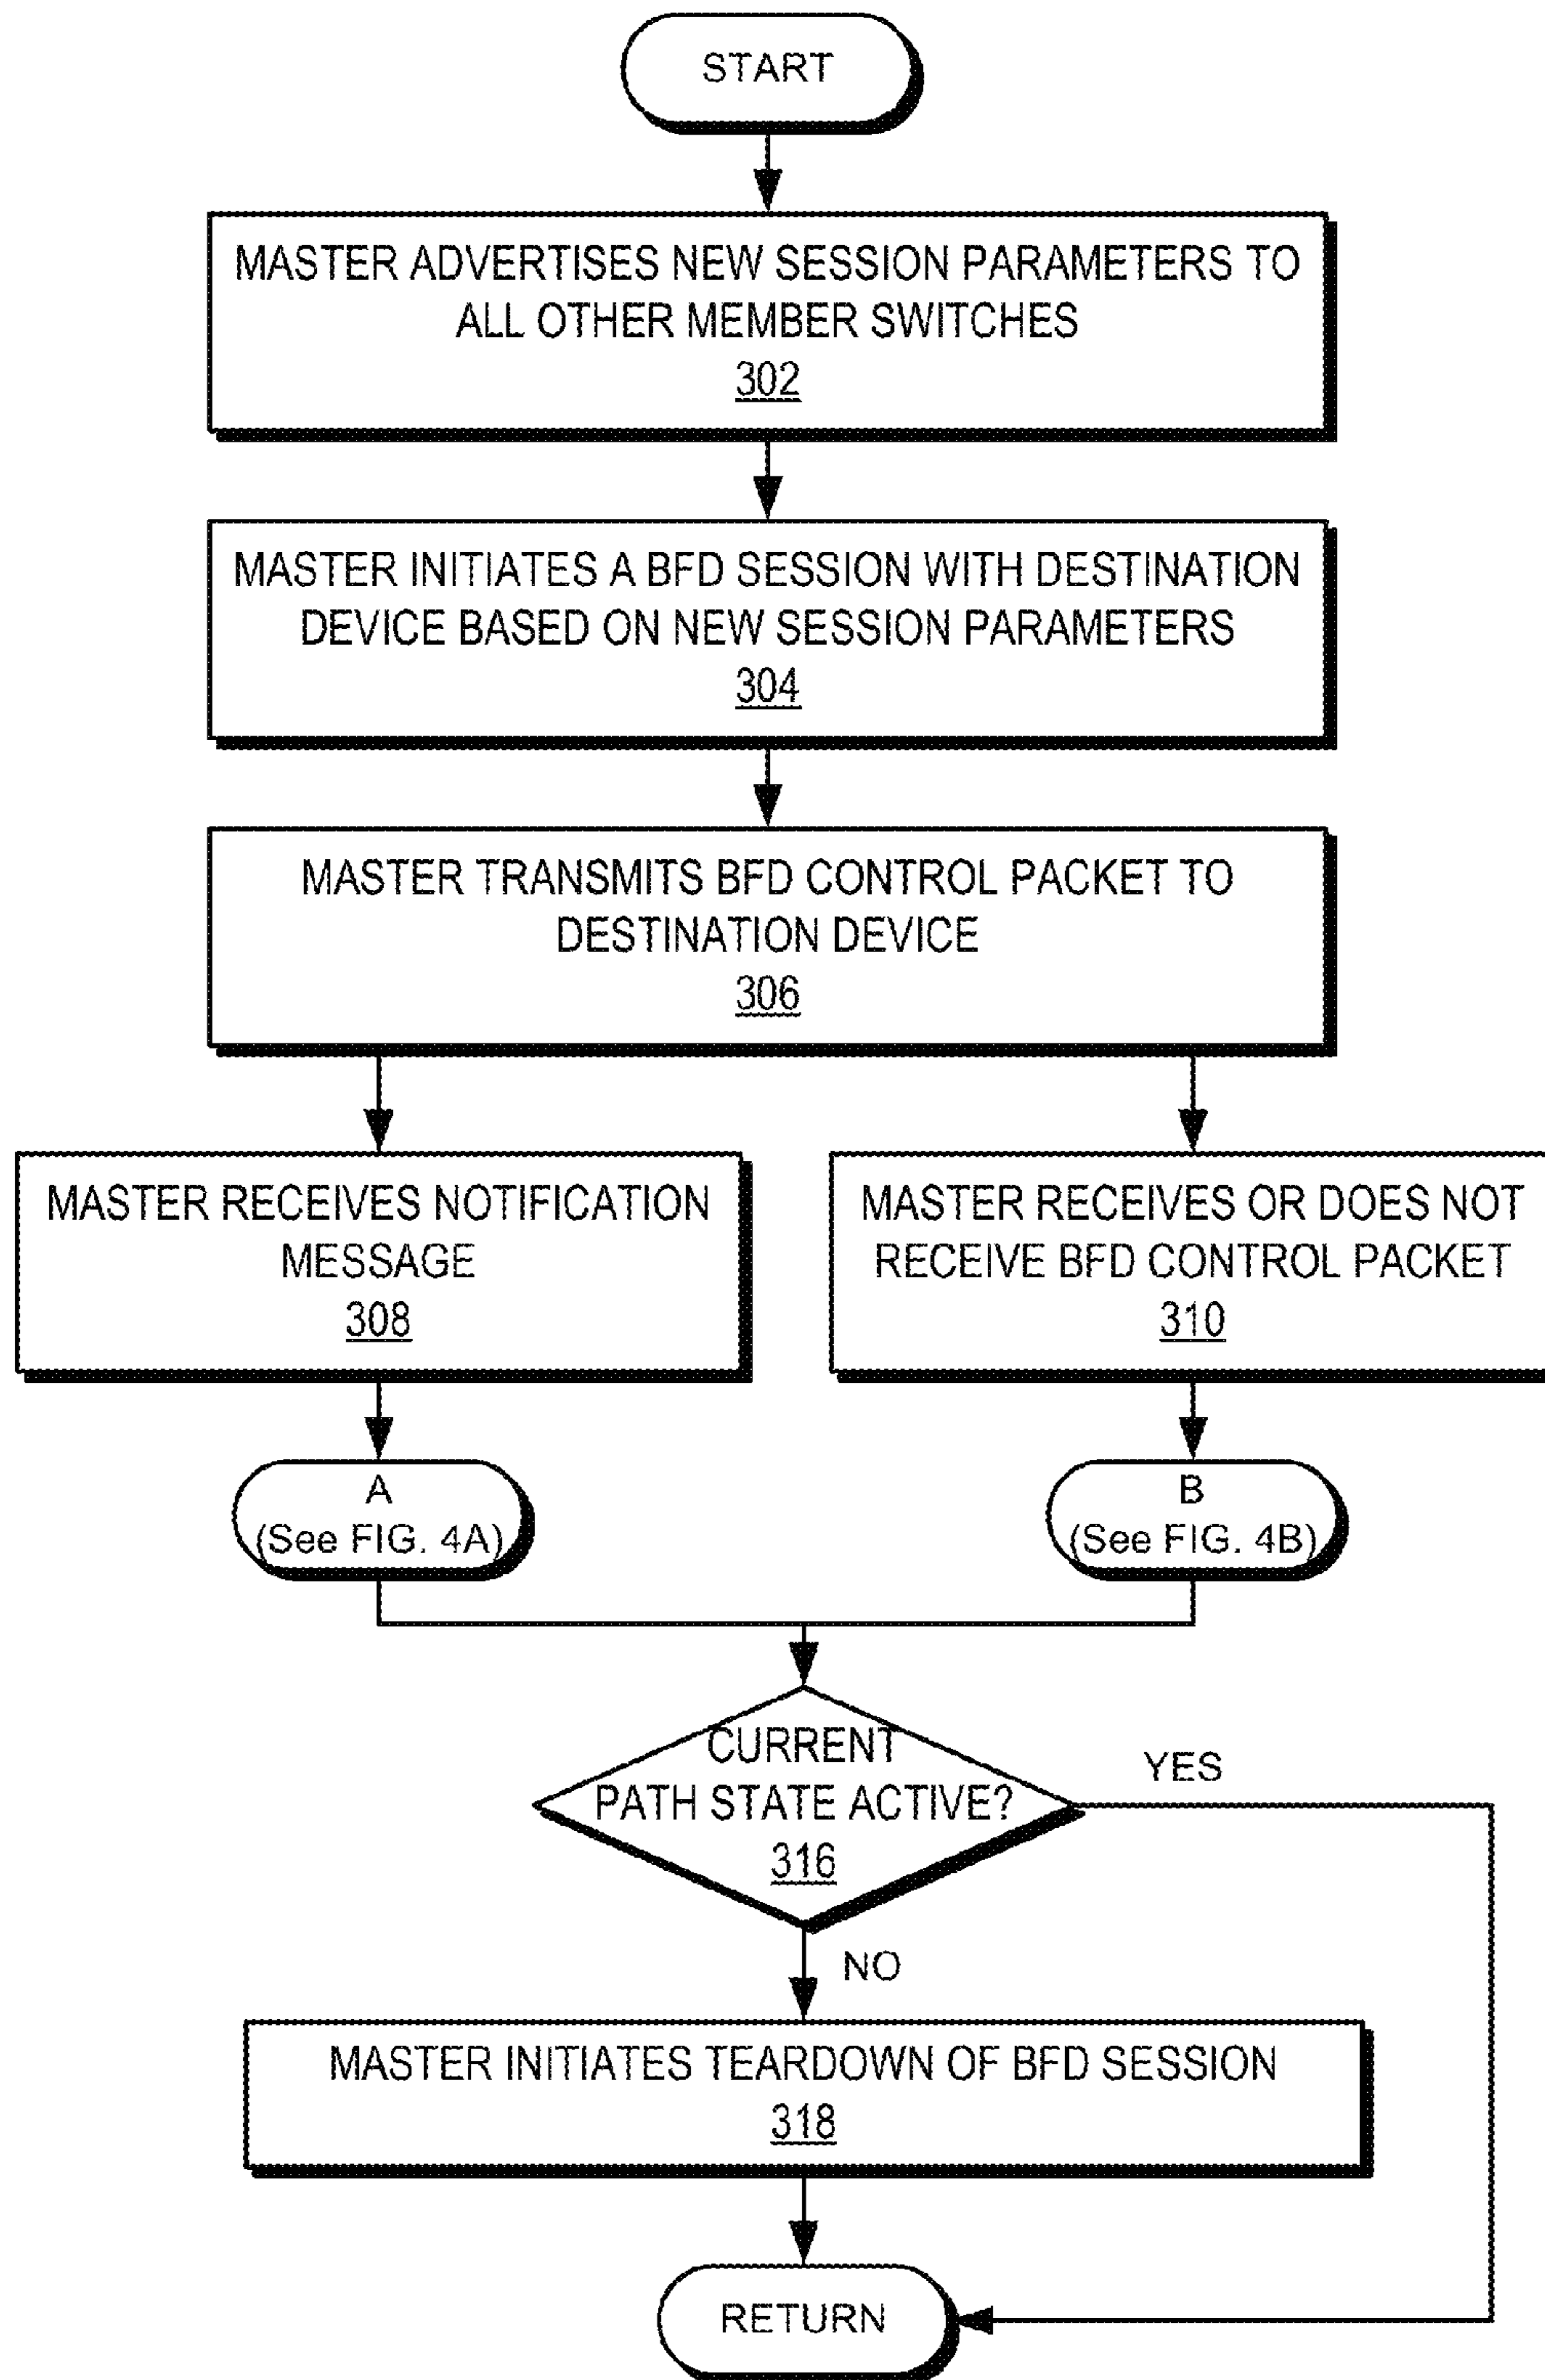 START
MASTER ADVERTISES NEW SESSION PARAMETERS TO
ALL OTHER MEMBER SWITCHES
302
MASTER INITIATES A BFD SESSION WITH DESTINATION
DEVICE BASED ON NEW SESSION PARAMETERS
304
MASTER TRANSMITS BFD CONTROL PACKET TO
DESTINATION DEVICE
306
MASTER RECEIVES NOTIFICATION
MESSAGE
308
MASTER RECEIVES OR DOES NOT
RECEIVE BFD CONTROL PACKET
310
A
(See FIG. 4A)
B
(See FIG. 4B)
CURRENT
PATH STATE ACTIVE?
316
YES
NO
MASTER INITIATES TEARDOWN OF BFD SESSION
318
RETURN